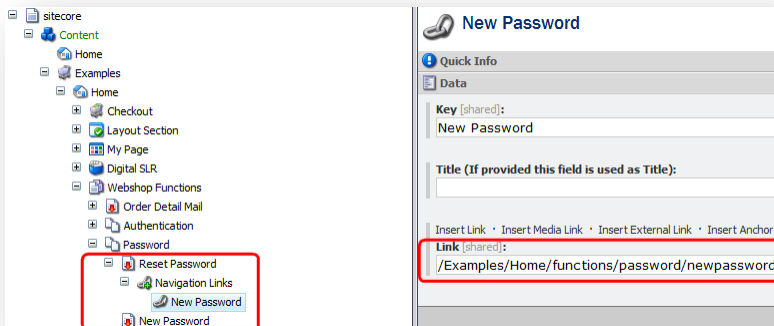 sitecore
Content
Home
Examples
Home
Checkout
Layout Section
My Page
Digital SLR
Webshop Functions
Order Detail Mail
Authentication
Password
Reset Password
Navigation Links
New Password
New Password
New Password
Quick Info
Data
Key [shared]:
New Password
Title (If provided this field is used as Title):
Insert Link · Insert Media Link · Insert External Link · Insert Anchor
Link [shared]:
/Examples/Home/functions/password/newpassword